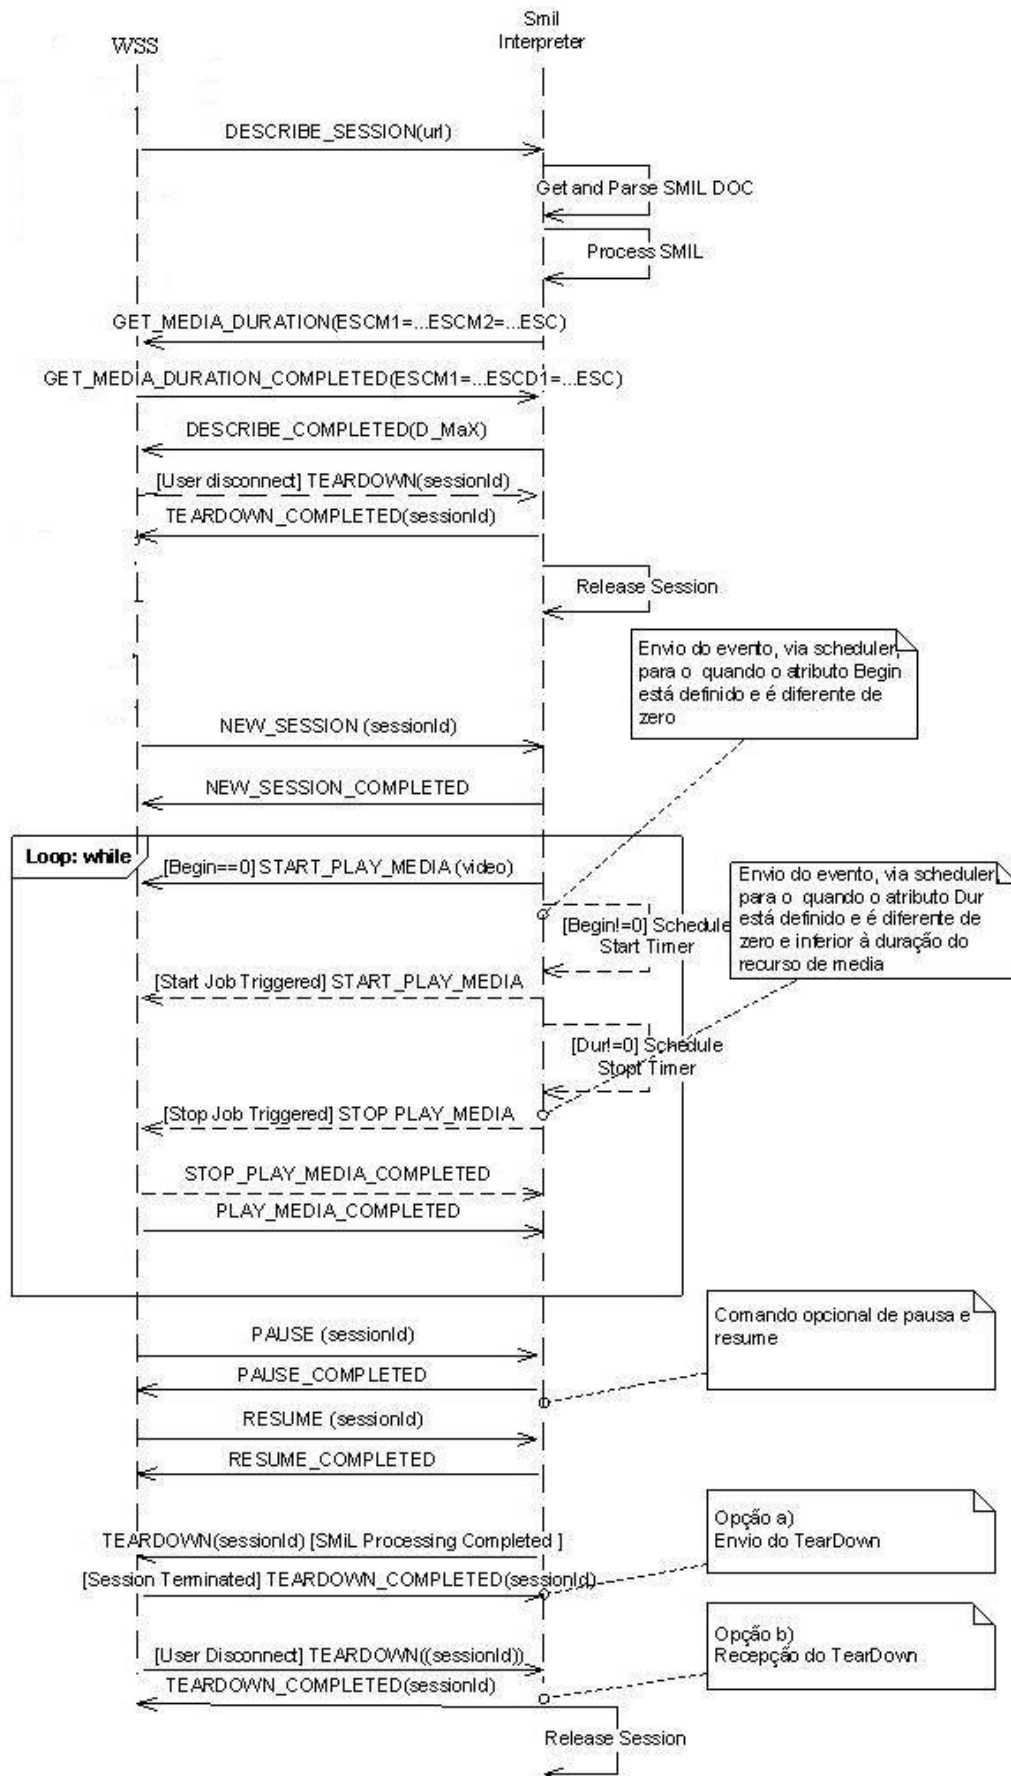 WSS
Smil
Interpreter
DESCRIBE_SESSION(url)
Get and Parse SMIL DOC
Process SMIL
GET_MEDIA_DURATION(ESCM1=...ESCM2=...ESC)
GET_MEDIA_DURATION_COMPLETED(ESCM1=...ESCD1=...ESC)
DESCRIBE_COMPLETED(D_MaX)
[User disconnect] TEARDOWN(sessionId)
TEARDOWN_COMPLETED(sessionId)
Release Session
Envio do evento, via scheduler,
para o quando o atributo Begin
está definido e é diferente de
zero
NEW_SESSION (sessionId)
NEW_SESSION_COMPLETED
Loop: while
[Begin==0] START_PLAY_MEDIA (video)
Envio do evento, via scheduler,
para o quando o atributo Dur
está definido e é diferente de
zero e inferior à duração do
recurso de media
[Begin!=0] Schedule
Start Timer
[Start Job Triggered] START_PLAY_MEDIA
[Dur!=0] Schedule
Stopt Timer
[Stop Job Triggered] STOP PLAY_MEDIA
STOP_PLAY_MEDIA_COMPLETED
PLAY_MEDIA_COMPLETED
Comando opcional de pausa e
resume
PAUSE (sessionId)
PAUSE_COMPLETED
RESUME (sessionId)
RESUME_COMPLETED
Opção a)
Envio do TearDown
TEARDOWN(sessionId) [SMiL Processing Completed ]
[Session Terminated] TEARDOWN_COMPLETED(sessionId)
Opção b)
Recepção do TearDown
[User Disconnect] TEARDOWN((sessionId))
TEARDOWN_COMPLETED(sessionId)
Release Session